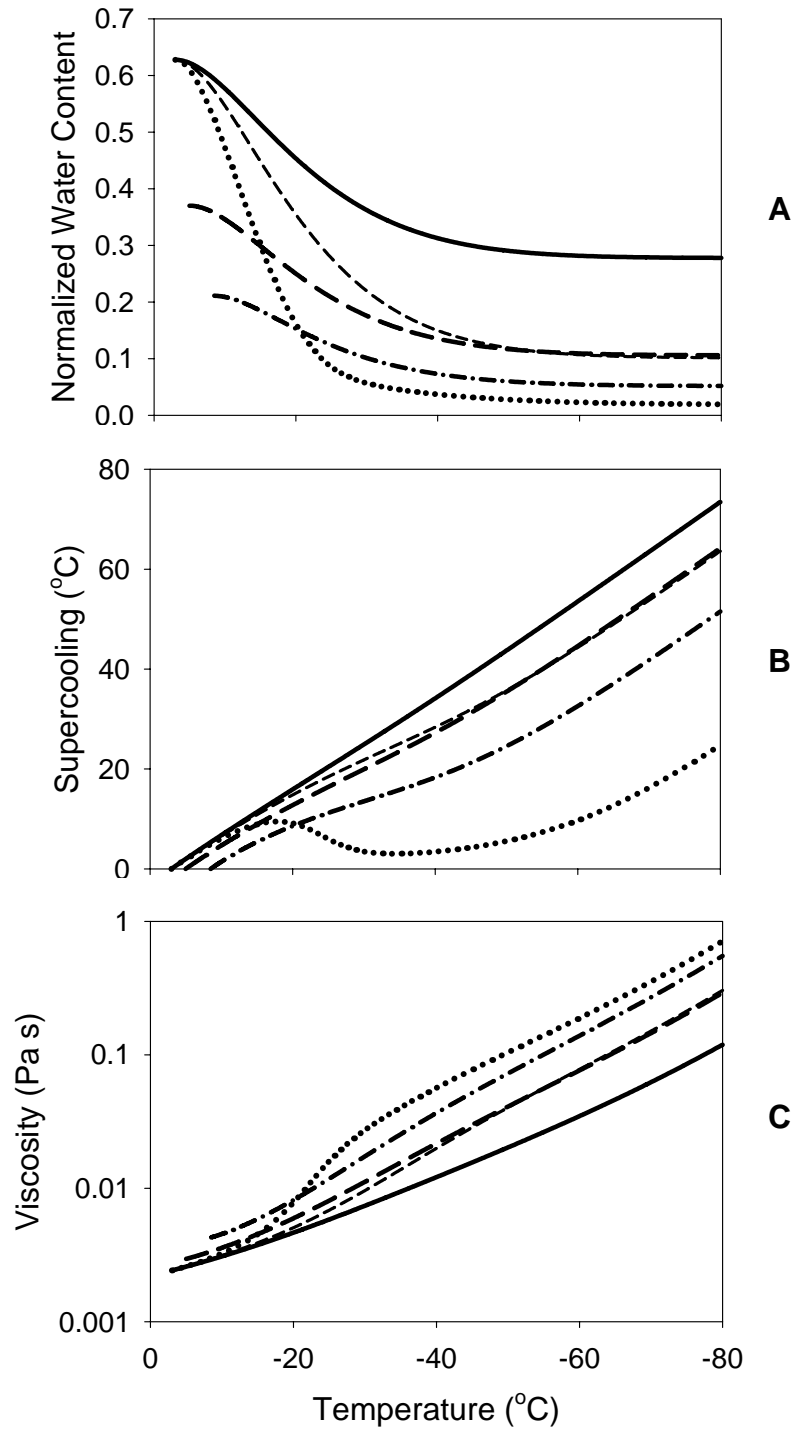 0.7
0.6
0.5
0.4
0.3
0.2
0.1
0.0
Normalized Water Content
A
80
60
40
20
0
Supercooling (°C)
B
1
0.1
0.01
0.001
Viscosity (Pa s)
C
0 -20 -40 -60 -80
Temperature (°C)